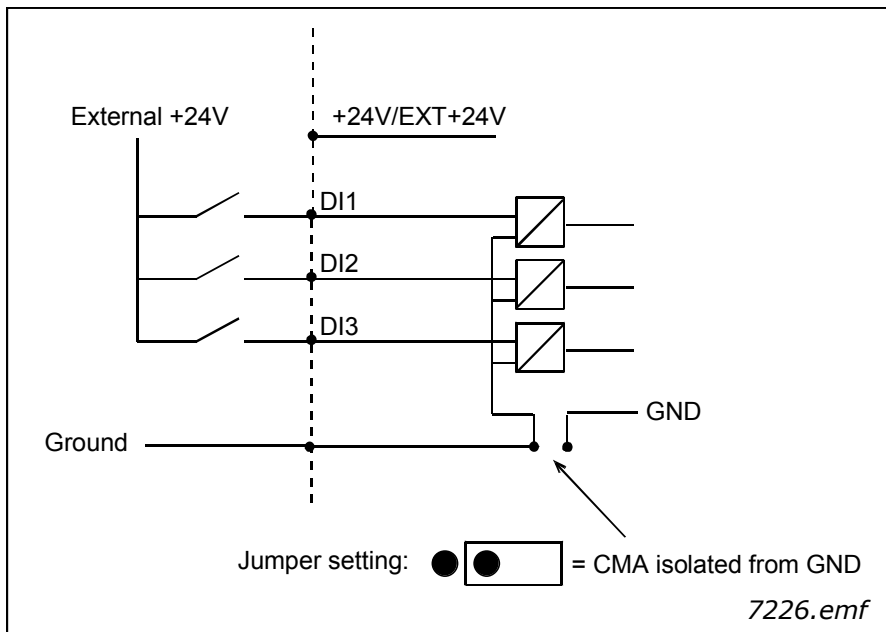 External +24V
+24V/EXT+24V
DI1
DI2
DI3
GND
Ground
Jumper setting:
= CMA isolated from GND
7226.emf